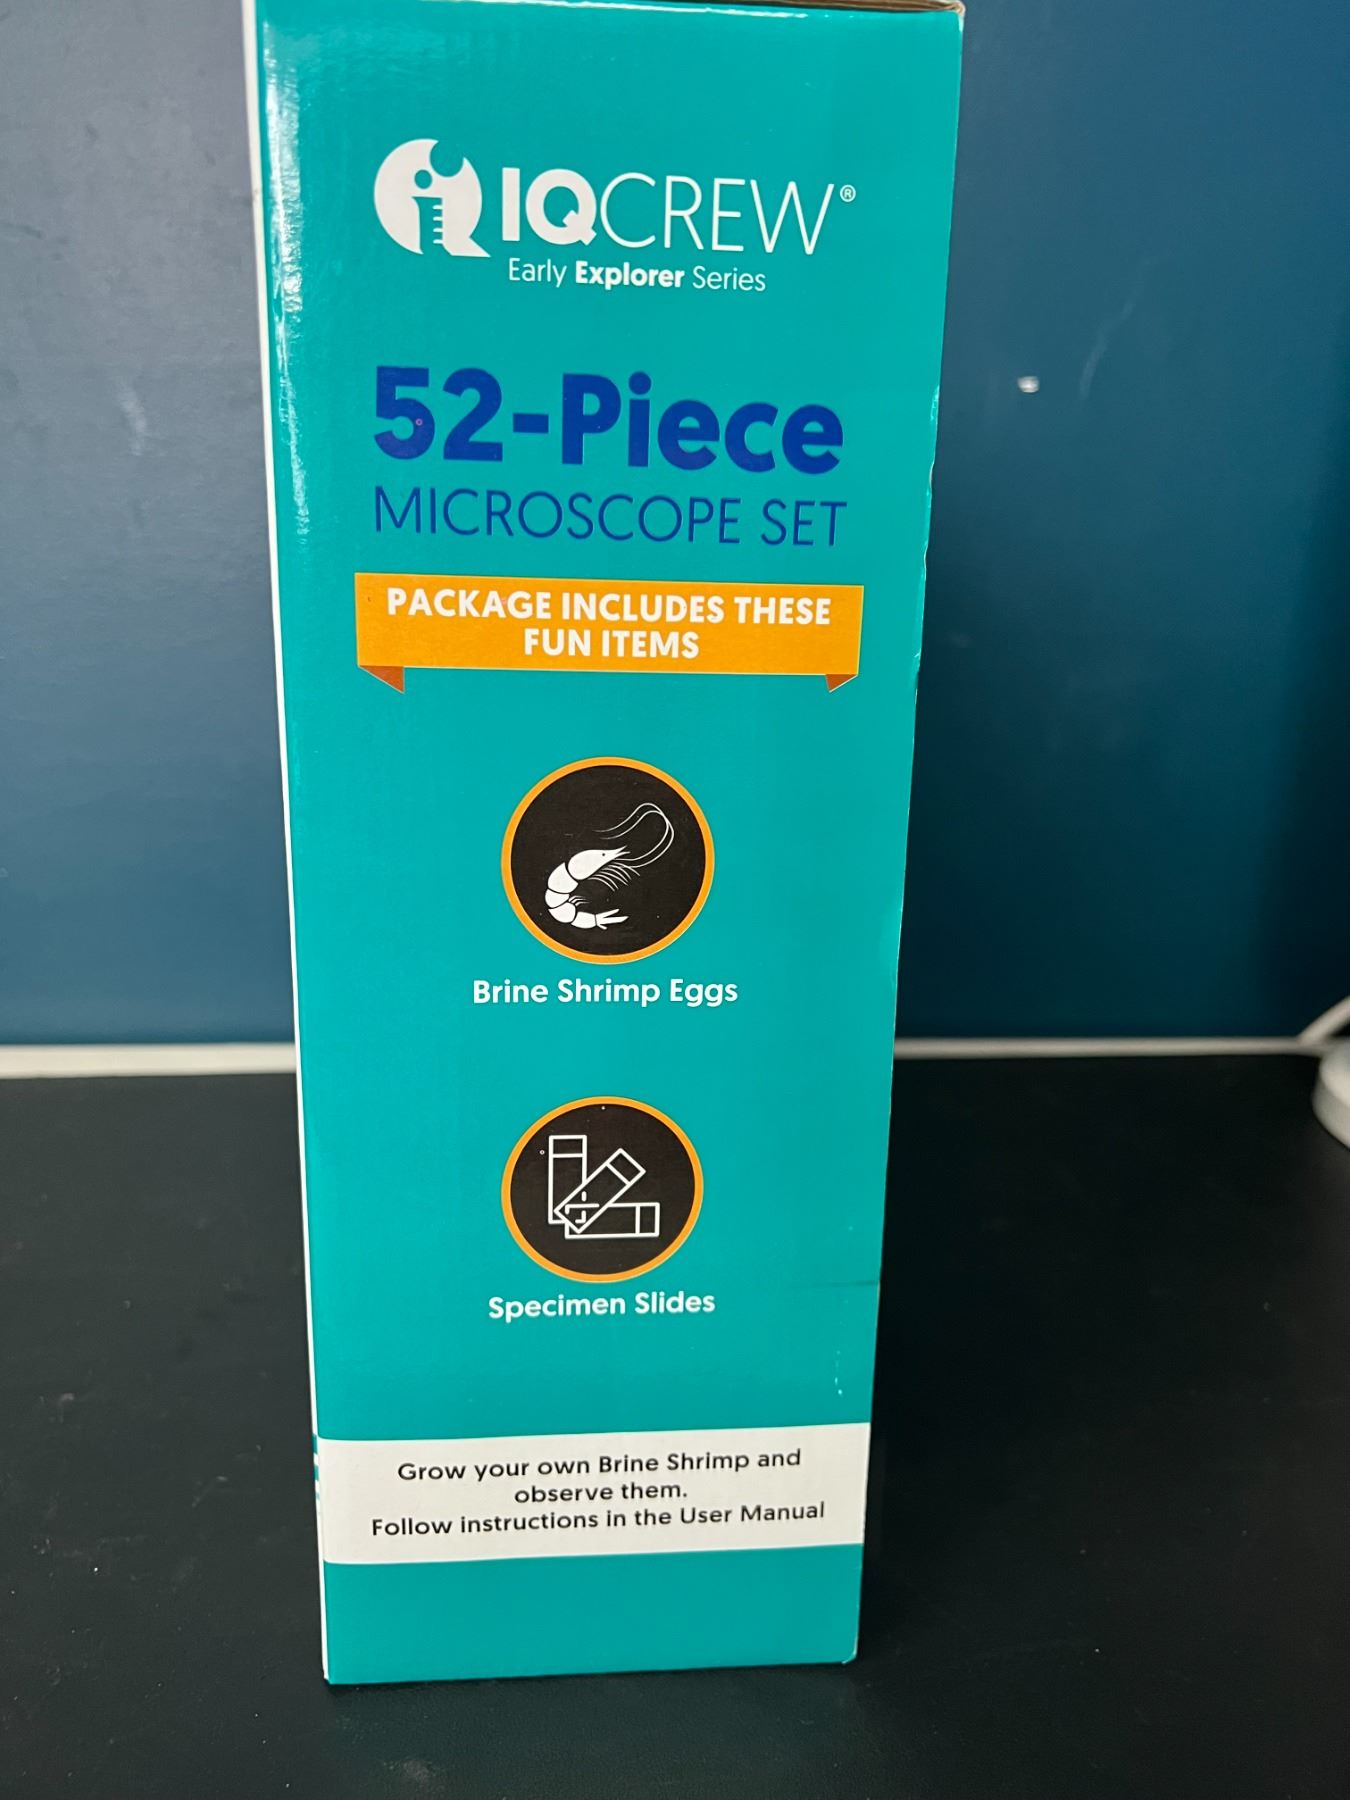 IQCREW®
Early Explorer Series
52-Piece
MICROSCOPE SET
PACKAGE INCLUDES THESE
FUN ITEMS
Brine Shrimp Eggs
Specimen Slides
Grow your own Brine Shrimp and
observe them.
Follow instructions in the User Manual